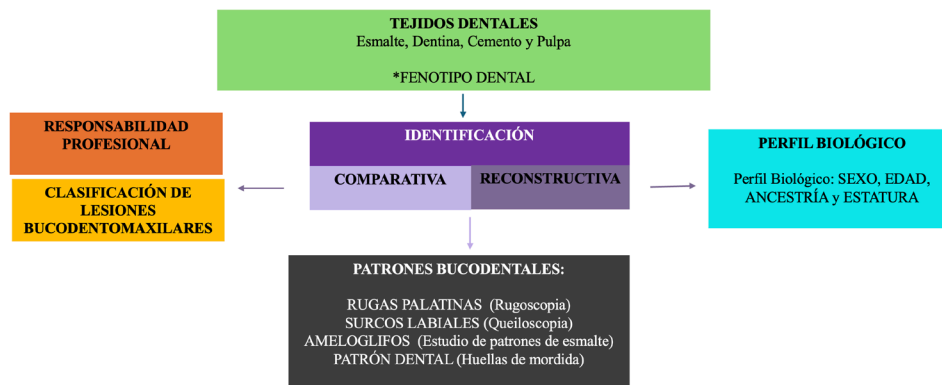 TEJIDOS DENTALES
Esmalte, Dentina, Cemento y Pulpa
*FENOTIPO DENTAL
RESPONSABILIDAD
PROFESIONAL
CLASIFICACIÓN DE
LESIONES
BUCODENTOMAXILARES
IDENTIFICACIÓN
COMPARATIVA
RECONSTRUCTIVA
PERFIL BIOLÓGICO
Perfil Biológico: SEXO, EDAD,
ANCESTRÍA y ESTATURA
PATRONES BUCODENTALES:
RUGAS PALATINAS (Rugoscopia)
SURCOS LABIALES (Queiloscopia)
AMELOGLIFOS (Estudio de patrones de esmalte)
PATRÓN DENTAL (Huellas de mordida)